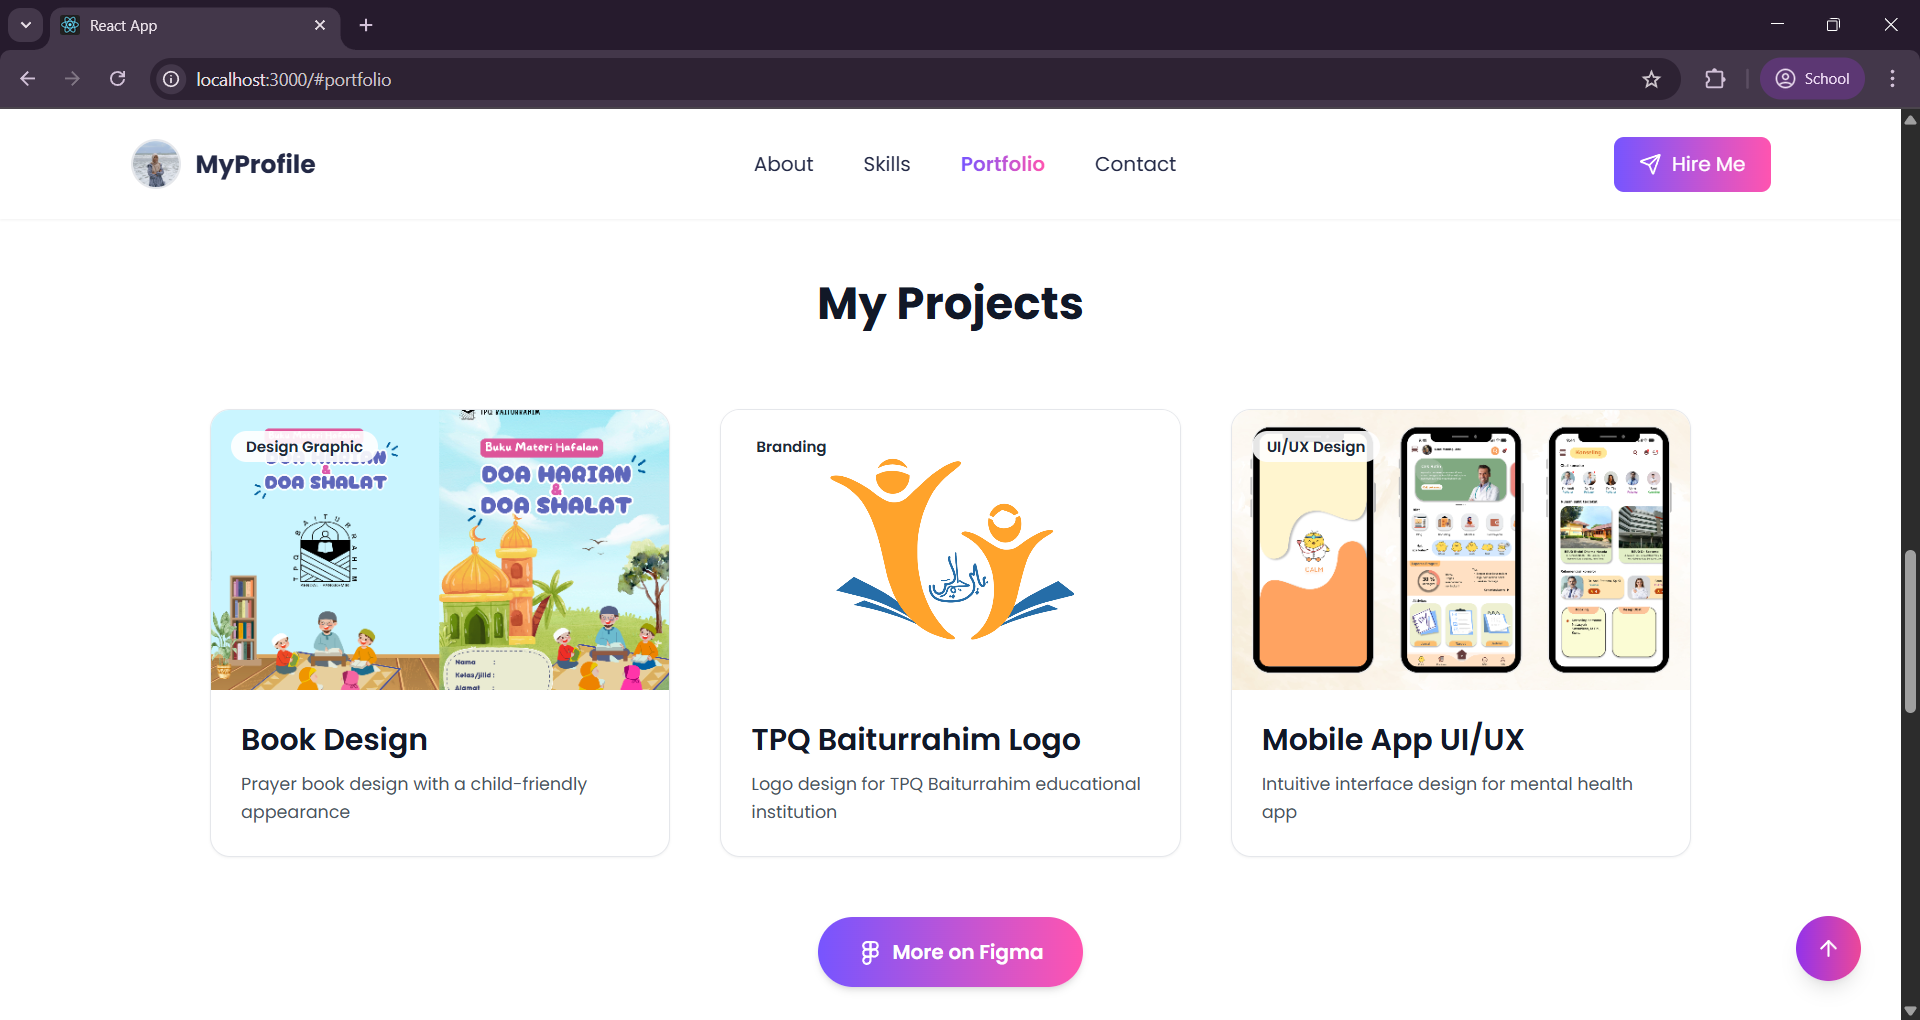 React App
localhost:3000/#portfolio
School
MyProfile
About
Skills
Portfolio
Contact
Hire Me
My Projects
Design Graphic
DOA SHALAT
TPQ BAITURRAHIM
Buku Materi Hafalan
DOA HARIAN
&
DOA SHALAT
Nama :
Kelas/jilid :
Alamat :
Branding
UI/UX Design
CALM
Book Design
Prayer book design with a child-friendly
appearance
TPQ Baiturrahim Logo
Logo design for TPQ Baiturrahim educational
institution
Mobile App UI/UX
Intuitive interface design for mental health
app
More on Figma